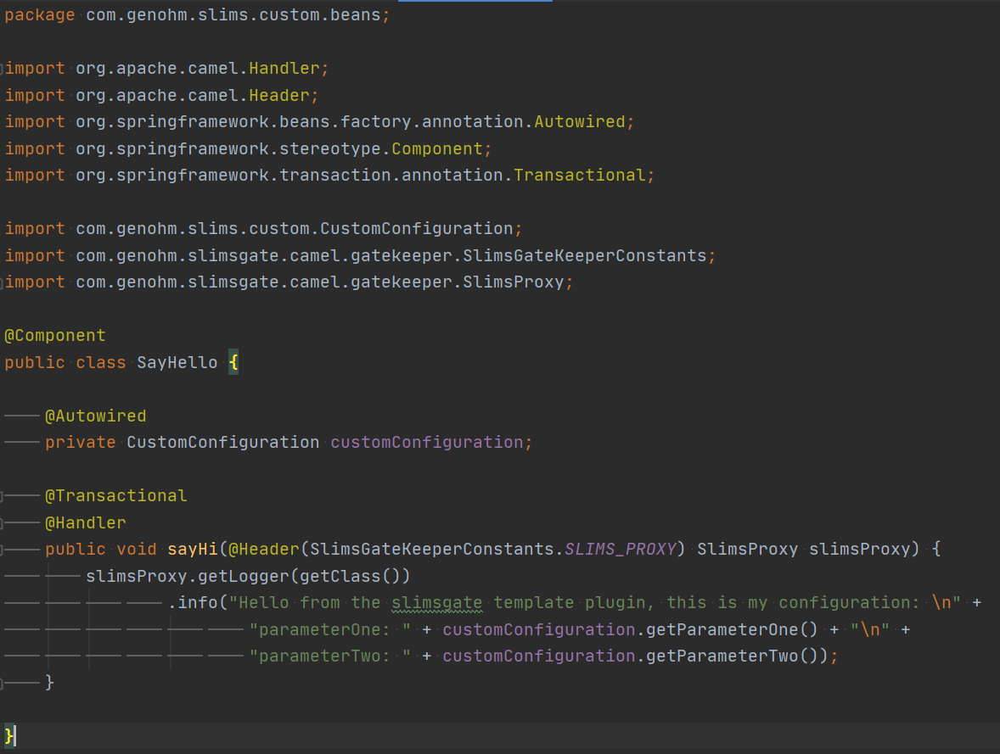 package com.genohm.slims.custom.beans;
import org.apache.camel.Handler;
import org.apache.camel.Header;
import org.springframework.beans.factory.annotation.Autowired;
import org.springframework.stereotype.Component;
import org.springframework.transaction.annotation.Transactional;
import com.genohm.slims.custom.CustomConfiguration;
import com.genohm.slimsgate.camel.gatekeeper.SlimsGateKeeperConstants;
import com.genohm.slimsgate.camel.gatekeeper.SlimsProxy;
@Component
public class SayHello {
@Autowired
private CustomConfiguration customConfiguration;
@Transactional
@Handler
public void sayHi(@Header(SlimsGateKeeperConstants.SLIMS_PROXY) SlimsProxy slimsProxy) {
slimsProxy.getLogger(getClass())
.info("Hello from the slimsgate template plugin, this is my configuration: \n" +
"parameterOne: " + customConfiguration.getParameterOne() + "\n" +
"parameterTwo: " + customConfiguration.getParameterTwo());
}
}